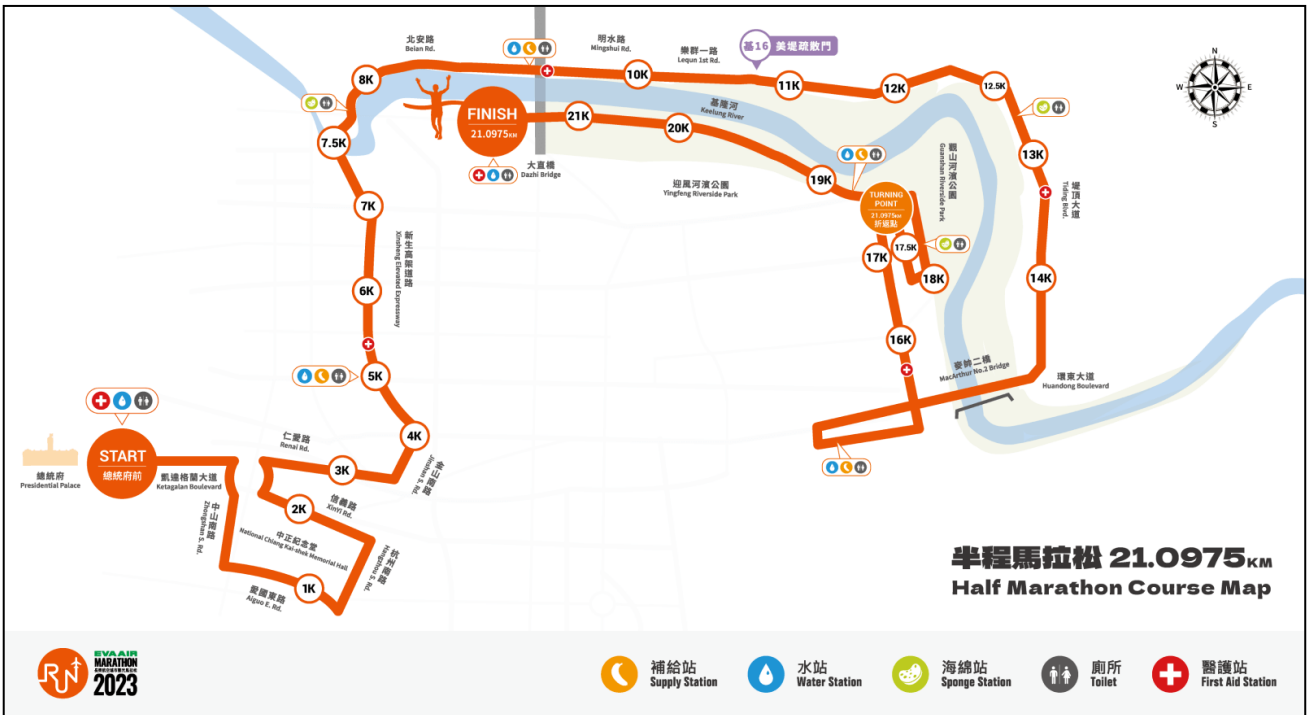 北安路
Beian Rd.
明水路
Mingshui Rd.
樂群一路
Lequn 1st Rd.
基16 美堤疏散門
N
W
E
S
8K
10K
11K
12K
12.5K
7.5K
FINISH
21.0975KM
21K
20K
基隆河
Keelung River
大直橋
Dazhi Bridge
迎風河濱公園
Yingfeng Riverside Park
19K
TURNING
POINT
21.0975KM
折返點
觀山河濱公園
Guanshan Riverside Park
13K
堤頂大道
Tiding Blvd.
7K
新生高架道路
Xinsheng Elevated Expressway
17K
17.5K
18K
14K
6K
16K
麥帥二橋
MacArthur No.2 Bridge
環東大道
Huandong Boulevard
5K
4K
仁愛路
Renai Rd.
金山南路
Jinshan S. Rd.
START
總統府前
總統府
Presidential Palace
凱達格蘭大道
Ketagalan Boulevard
3K
信義路
XinYi Rd.
2K
中山南路
Zhongshan S. Rd.
中正紀念堂
National Chiang Kai-shek Memorial Hall
杭州南路
Hangzhou S. Rd.
1K
愛國東路
Aiguo E. Rd.
半程馬拉松 21.0975KM
Half Marathon Course Map
RUN
EVAAIR
MARATHON
2023
補給站
Supply Station
水站
Water Station
海綿站
Sponge Station
廁所
Toilet
醫護站
First Aid Station